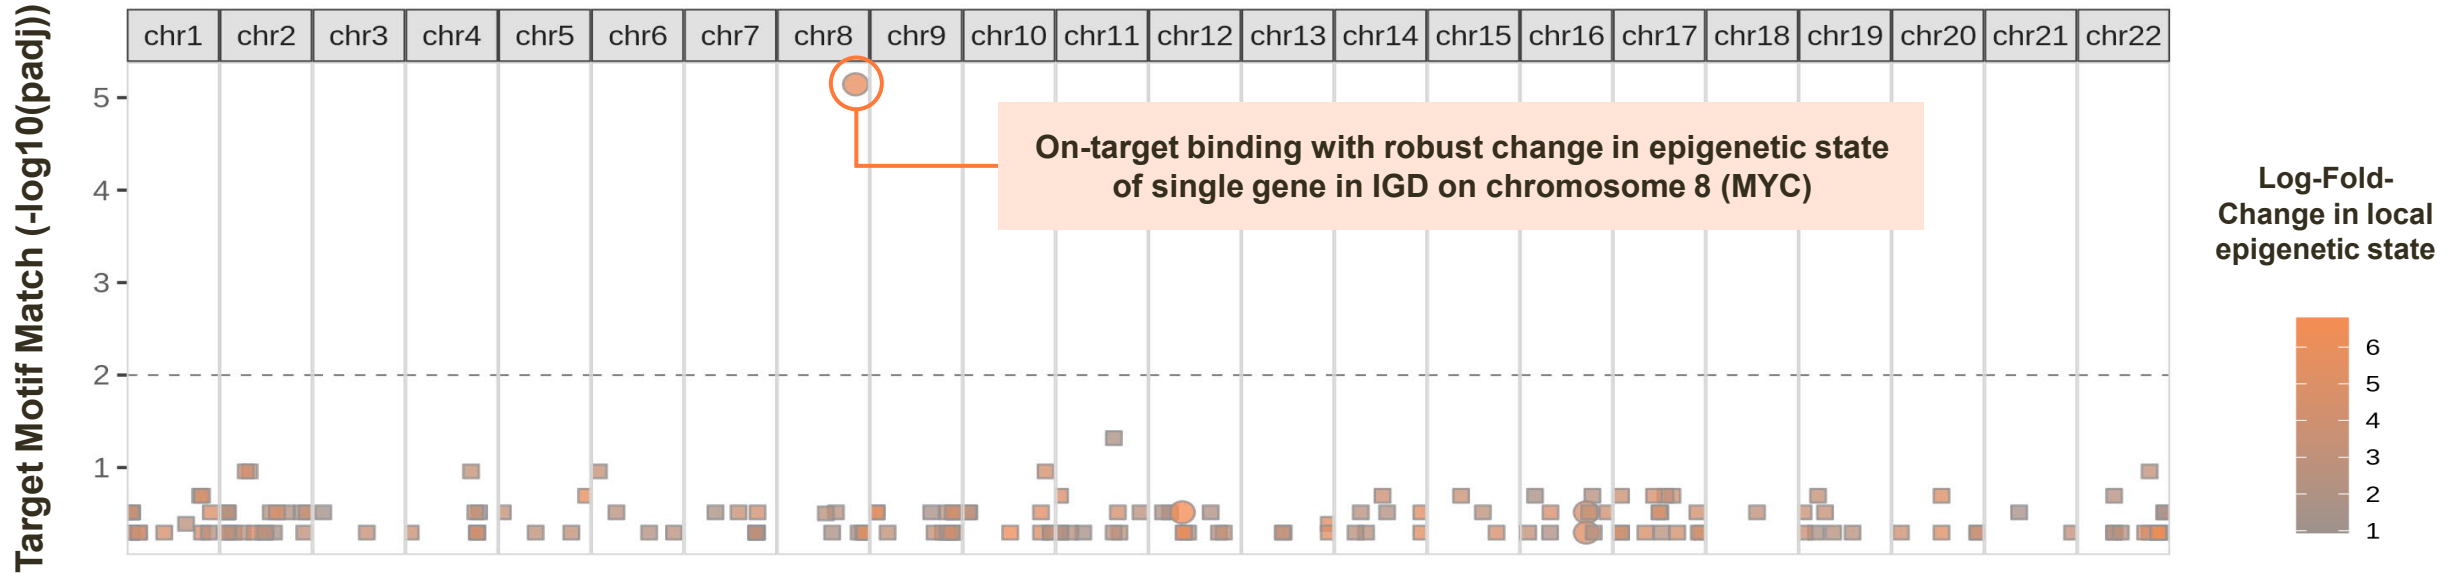 Target Motif Match (-log10(padj))
chr1 chr2 chr3 chr4 chr5 chr6 chr7 chr8 chr9 chr10 chr11 chr12 chr13 chr14 chr15 chr16 chr17 chr18 chr19 chr20 chr21 chr22
5
4
3
2
1
On-target binding with robust change in epigenetic state
of single gene in IGD on chromosome 8 (MYC)
Log-Fold-
Change in local
epigenetic state
6
5
4
3
2
1